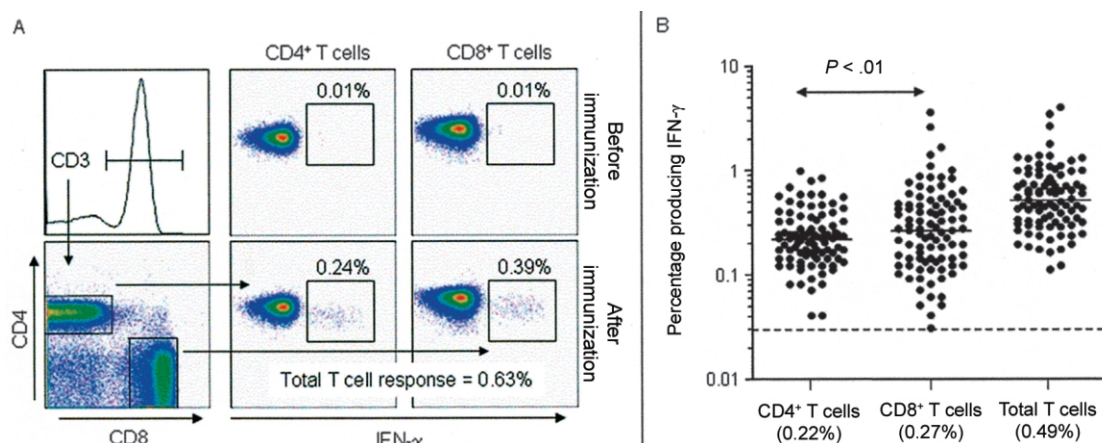 A
CD4+ T cells
CD8+ T cells
0.01%
0.01%
Before
immunization
CD3
0.24%
0.39%
After
immunization
CD4
Total T cell response = 0.63%
CD8
IFN-γ
B
P < .01
Percentage producing IFN-γ
10
1
0.1
0.01
CD4+ T cells
(0.22%)
CD8+ T cells
(0.27%)
Total T cells
(0.49%)